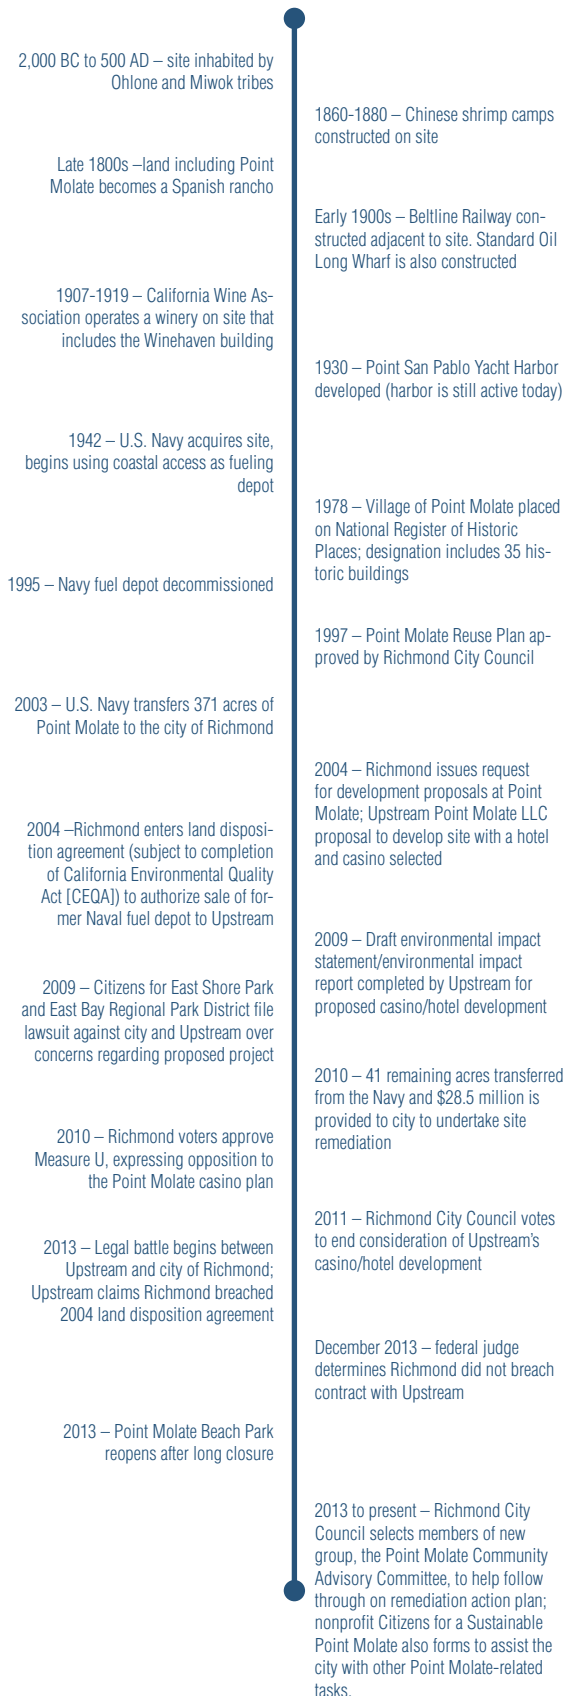 2,000 BC to 500 AD – site inhabited by
Ohlone and Miwok tribes
1860-1880 – Chinese shrimp camps
constructed on site
Late 1800s –land including Point
Molate becomes a Spanish rancho
Early 1900s – Beltline Railway con-
structed adjacent to site. Standard Oil
Long Wharf is also constructed
1907-1919 – California Wine As-
sociation operates a winery on site that
includes the Winehaven building
1930 – Point San Pablo Yacht Harbor
developed (harbor is still active today)
1942 – U.S. Navy acquires site,
begins using coastal access as fueling
depot
1978 – Village of Point Molate placed
on National Register of Historic
Places; designation includes 35 his-
toric buildings
1995 – Navy fuel depot decommissioned
1997 – Point Molate Reuse Plan ap-
proved by Richmond City Council
2003 – U.S. Navy transfers 371 acres of
Point Molate to the city of Richmond
2004 – Richmond issues request
for development proposals at Point
Molate; Upstream Point Molate LLC
proposal to develop site with a hotel
and casino selected
2004 –Richmond enters land disposi-
tion agreement (subject to completion
of California Environmental Quality
Act [CEQA]) to authorize sale of for-
mer Naval fuel depot to Upstream
2009 – Draft environmental impact
statement/environmental impact
report completed by Upstream for
proposed casino/hotel development
2009 – Citizens for East Shore Park
and East Bay Regional Park District file
lawsuit against city and Upstream over
concerns regarding proposed project
2010 – 41 remaining acres transferred
from the Navy and $28.5 million is
provided to city to undertake site
remediation
2010 – Richmond voters approve
Measure U, expressing opposition to
the Point Molate casino plan
2011 – Richmond City Council votes
to end consideration of Upstream's
casino/hotel development
2013 – Legal battle begins between
Upstream and city of Richmond;
Upstream claims Richmond breached
2004 land disposition agreement
December 2013 – federal judge
determines Richmond did not breach
contract with Upstream
2013 – Point Molate Beach Park
reopens after long closure
2013 to present – Richmond City
Council selects members of new
group, the Point Molate Community
Advisory Committee, to help follow
through on remediation action plan;
nonprofit Citizens for a Sustainable
Point Molate also forms to assist the
city with other Point Molate-related
tasks.